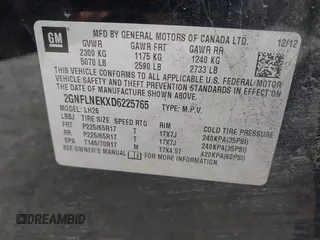 GM
MFD BY GENERAL MOTORS OF CANADA LTD.
12/12
GVWR GAWR FRT GAWR RR
2300 KG 1175 KG 1240 KG
5070 LB 2590 LB 2733 LB
THIS VEHICLE CONFORMS TO ALL APPLICABLE U.S. FEDERAL MOTOR
VEHICLE SAFETY
THEFT PREVENTION STANDARDS IN EFFECT ON THE
DATE OF MANUFACTURE SHOWN ABOVE.
2GNFLNEKXD6225765 TYPE: M.P.V.
MODEL: LH26
LBBJ TIRE SIZE SPEED RTG RIM COLD TIRE PRESSURE
FRT P225/65R17 17X7J 240KPA(35PSI)
RR P225/65R17 17X7J 240KPA(35PSI)
SPA T145/70R17 M 17X4.5T 420KPA(60PSI)
SEE OWNER'S MANUAL FOR MORE INFORMATION.
DREAMBID